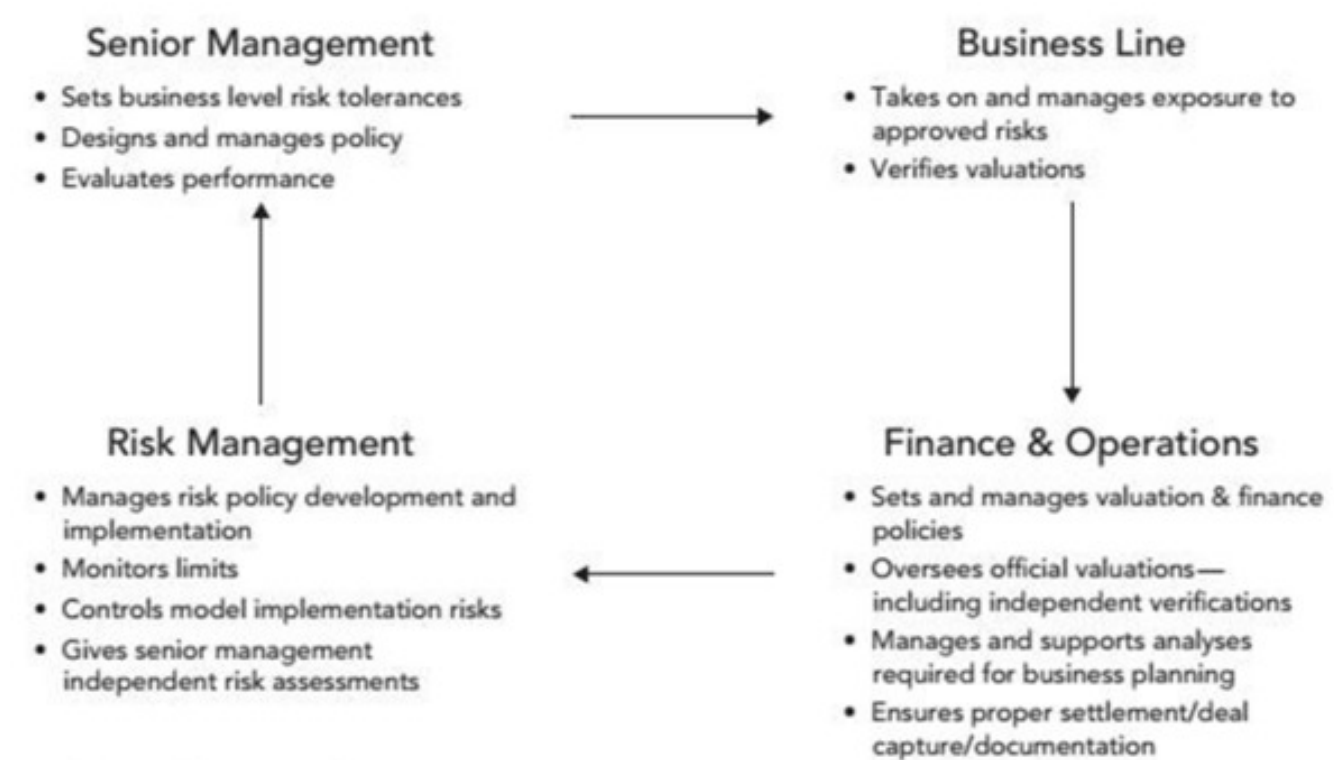 Senior Management
• Sets business level risk tolerances
• Designs and manages policy
• Evaluates performance
Business Line
• Takes on and manages exposure to
approved risks
• Verifies valuations
Risk Management
• Manages risk policy development and
implementation
• Monitors limits
• Controls model implementation risks
• Gives senior management
independent risk assessments
Finance & Operations
• Sets and manages valuation & finance
policies
• Oversees official valuations—
including independent verifications
• Manages and supports analyses
required for business planning
• Ensures proper settlement/deal
capture/documentation